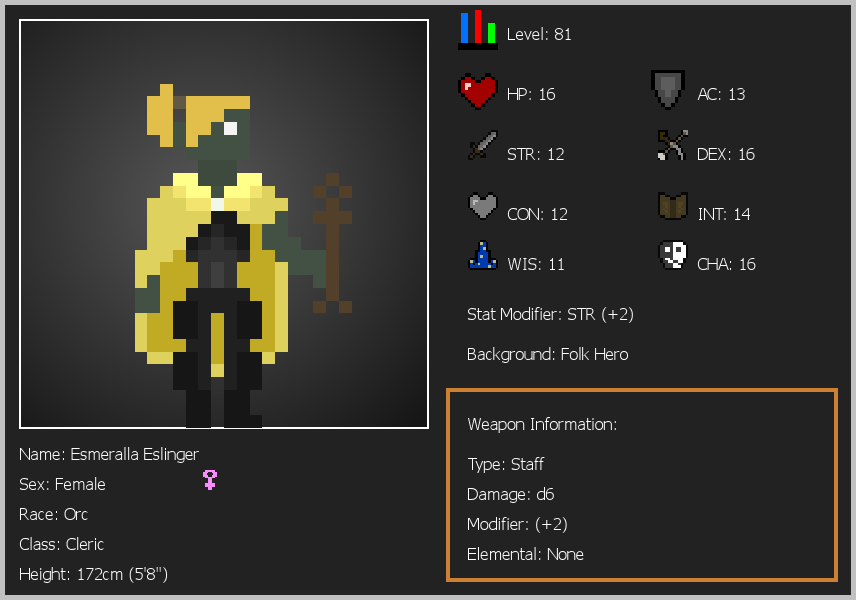 Level: 81
HP: 16
AC: 13
STR: 12
DEX: 16
CON: 12
INT: 14
WIS: 11
CHA: 16
Stat Modifier: STR (+2)
Background: Folk Hero
Weapon Information:
Type: Staff
Damage: d6
Modifier: (+2)
Elemental: None
Name: Esmeralla Eslinger
Sex: Female
Race: Orc
Class: Cleric
Height: 172cm (5'8")